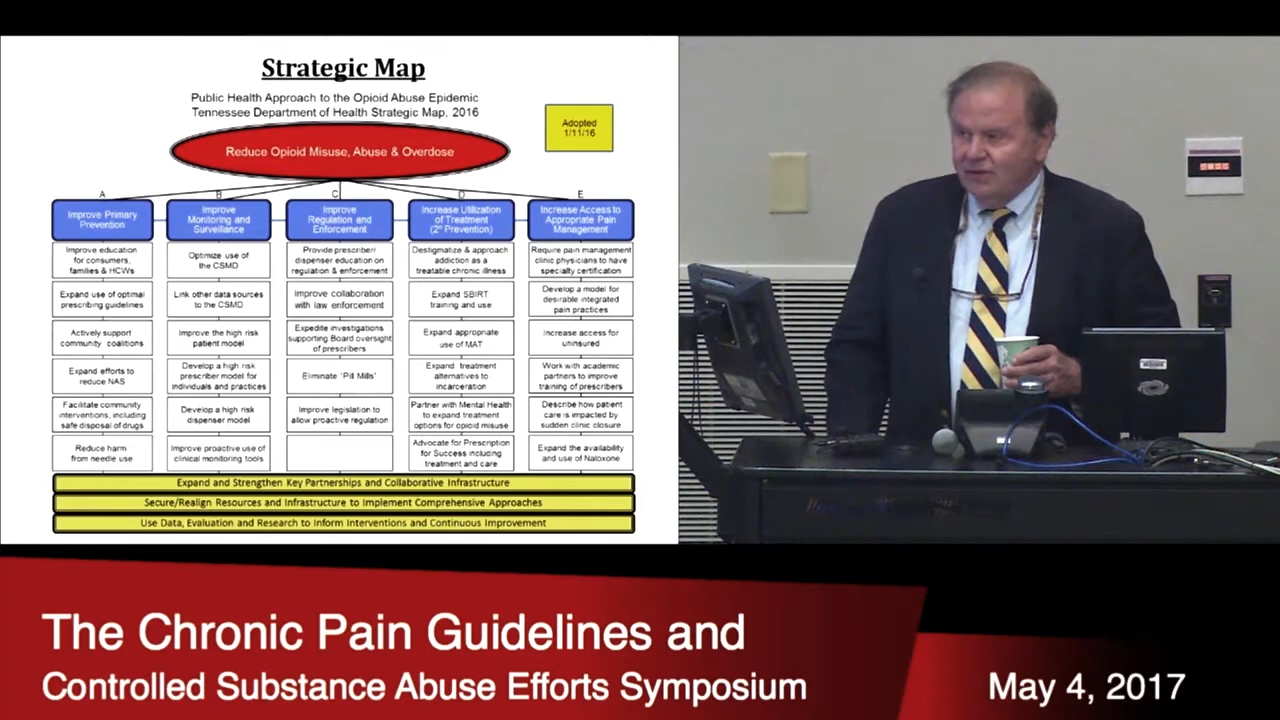 Strategic Map
Public Health Approach to the Opioid Abuse Epidemic
Tennessee Department of Health Strategic Map, 2016
Adopted
1/11/16
Reduce Opioid Misuse, Abuse & Overdose
A
B
C
D
E
Improve Primary
Prevention
Improve education
for consumers,
families & HCWs
Expand use of optimal
prescribing guidelines
Actively support
community coalitions
Expand efforts to
reduce NAS
Facilitate community
interventions, including
safe disposal of drugs
Reduce harm
from needle use
Improve
Monitoring and
Surveillance
Optimize use of
the CSMD
Link other data sources
to the CSMD
Improve the high risk
patient model
Develop a high risk
prescriber model for
individuals and practices
Develop a high risk
dispenser model
Improve proactive use of
clinical monitoring tools
Improve
Regulation and
Enforcement
Provide prescriber/
dispenser education on
regulation & enforcement
Improve collaboration
with law enforcement
Expedite investigations
supporting Board oversight
of prescribers
Eliminate ‘Pill Mills’
Improve legislation to
allow proactive regulation
Increase Utilization
of Treatment
(2° Prevention)
Destigmatize & approach
addiction as a
treatable chronic illness
Expand SBIRT
training and use
Expand appropriate
use of MAT
Expand treatment
alternatives to
incarceration
Partner with Mental Health
to expand treatment
options for opioid misuse
Advocate for Prescription
for Success including
treatment and care
Increase Access to
Appropriate Pain
Management
Require pain management
clinic physicians to have
specialty certification
Develop a model for
desirable integrated
pain practices
Increase access for
uninsured
Work with academic
partners to improve
training of prescribers
Describe how patient
care is impacted by
sudden clinic closure
Expand the availability
and use of Naloxone
Expand and Strengthen Key Partnerships and Collaborative Infrastructure
Secure/Realign Resources and Infrastructure to Implement Comprehensive Approaches
Use Data, Evaluation and Research to Inform Interventions and Continuous Improvement
The Chronic Pain Guidelines and
Controlled Substance Abuse Efforts Symposium
May 4, 2017